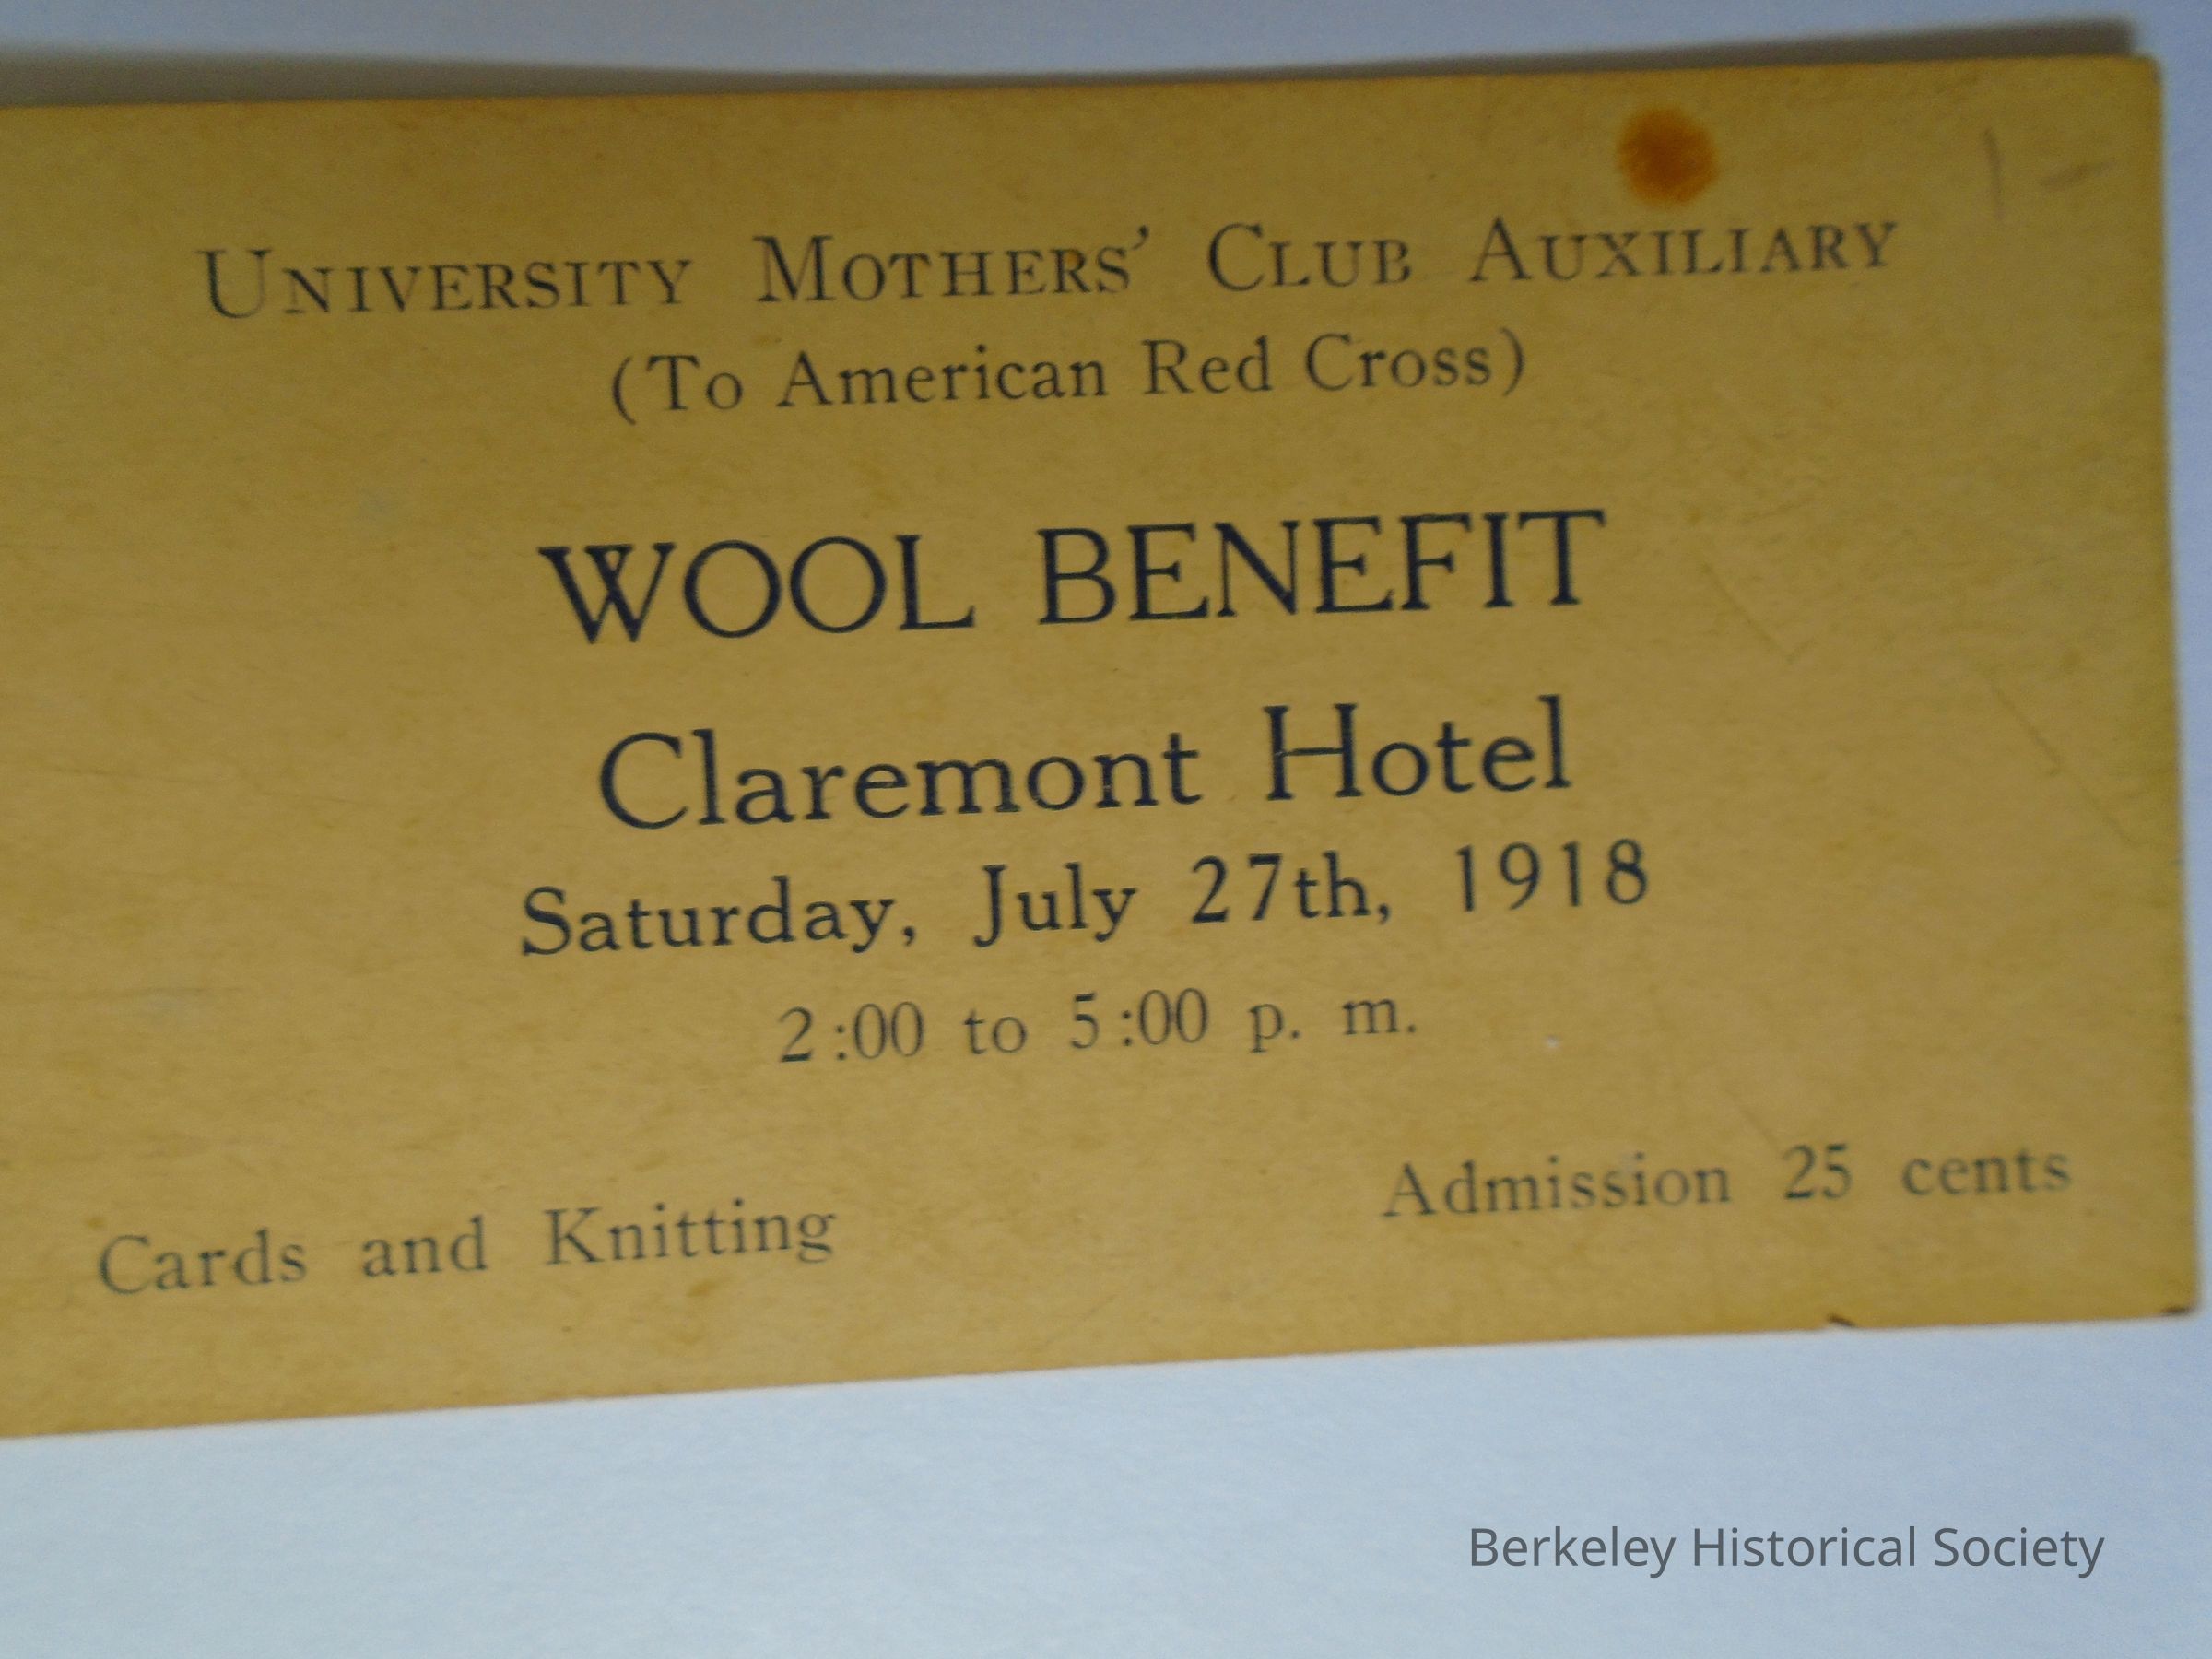 University Mothers' Club Auxiliary
(To American Red Cross)
WOOL BENEFIT
Claremont Hotel
Saturday, July 27th, 1918
2:00 to 5:00 p. m.
Cards and Knitting Admission 25 cents
Berkeley Historical Society